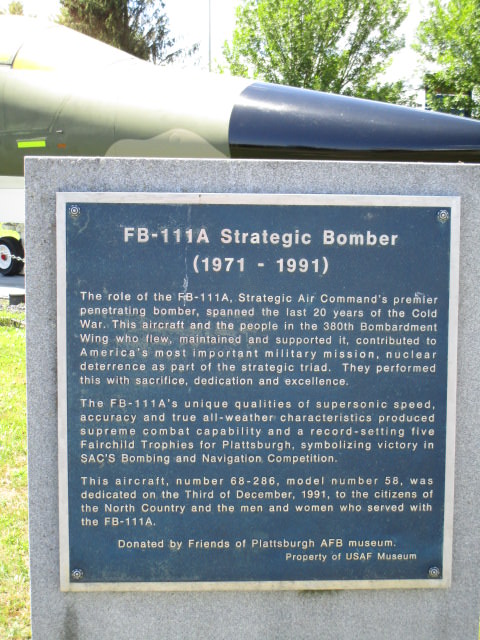 FB-111A Strategic Bomber
(1971 - 1991)
The role of the FB-111A, Strategic Air Command's premier
penetrating bomber, spanned the last 20 years of the Cold
War. This aircraft and the people in the 380th Bombardment
Wing who flew, maintained and supported it, contributed to
America's most important military mission, nuclear
deterrence as part of the strategic triad. They performed
this with sacrifice, dedication and excellence.
The FB-111A's unique qualities of supersonic speed,
accuracy and true all-weather characteristics produced
supreme combat capability and a record-setting five
Fairchild Trophies for Plattsburgh, symbolizing victory in
SAC'S Bombing and Navigation Competition.
This aircraft, number 68-286, model number 58, was
dedicated on the Third of December, 1991, to the citizens of
the North Country and the men and women who served with
the FB-111A.
Donated by Friends of Plattsburgh AFB museum.
Property of USAF Museum